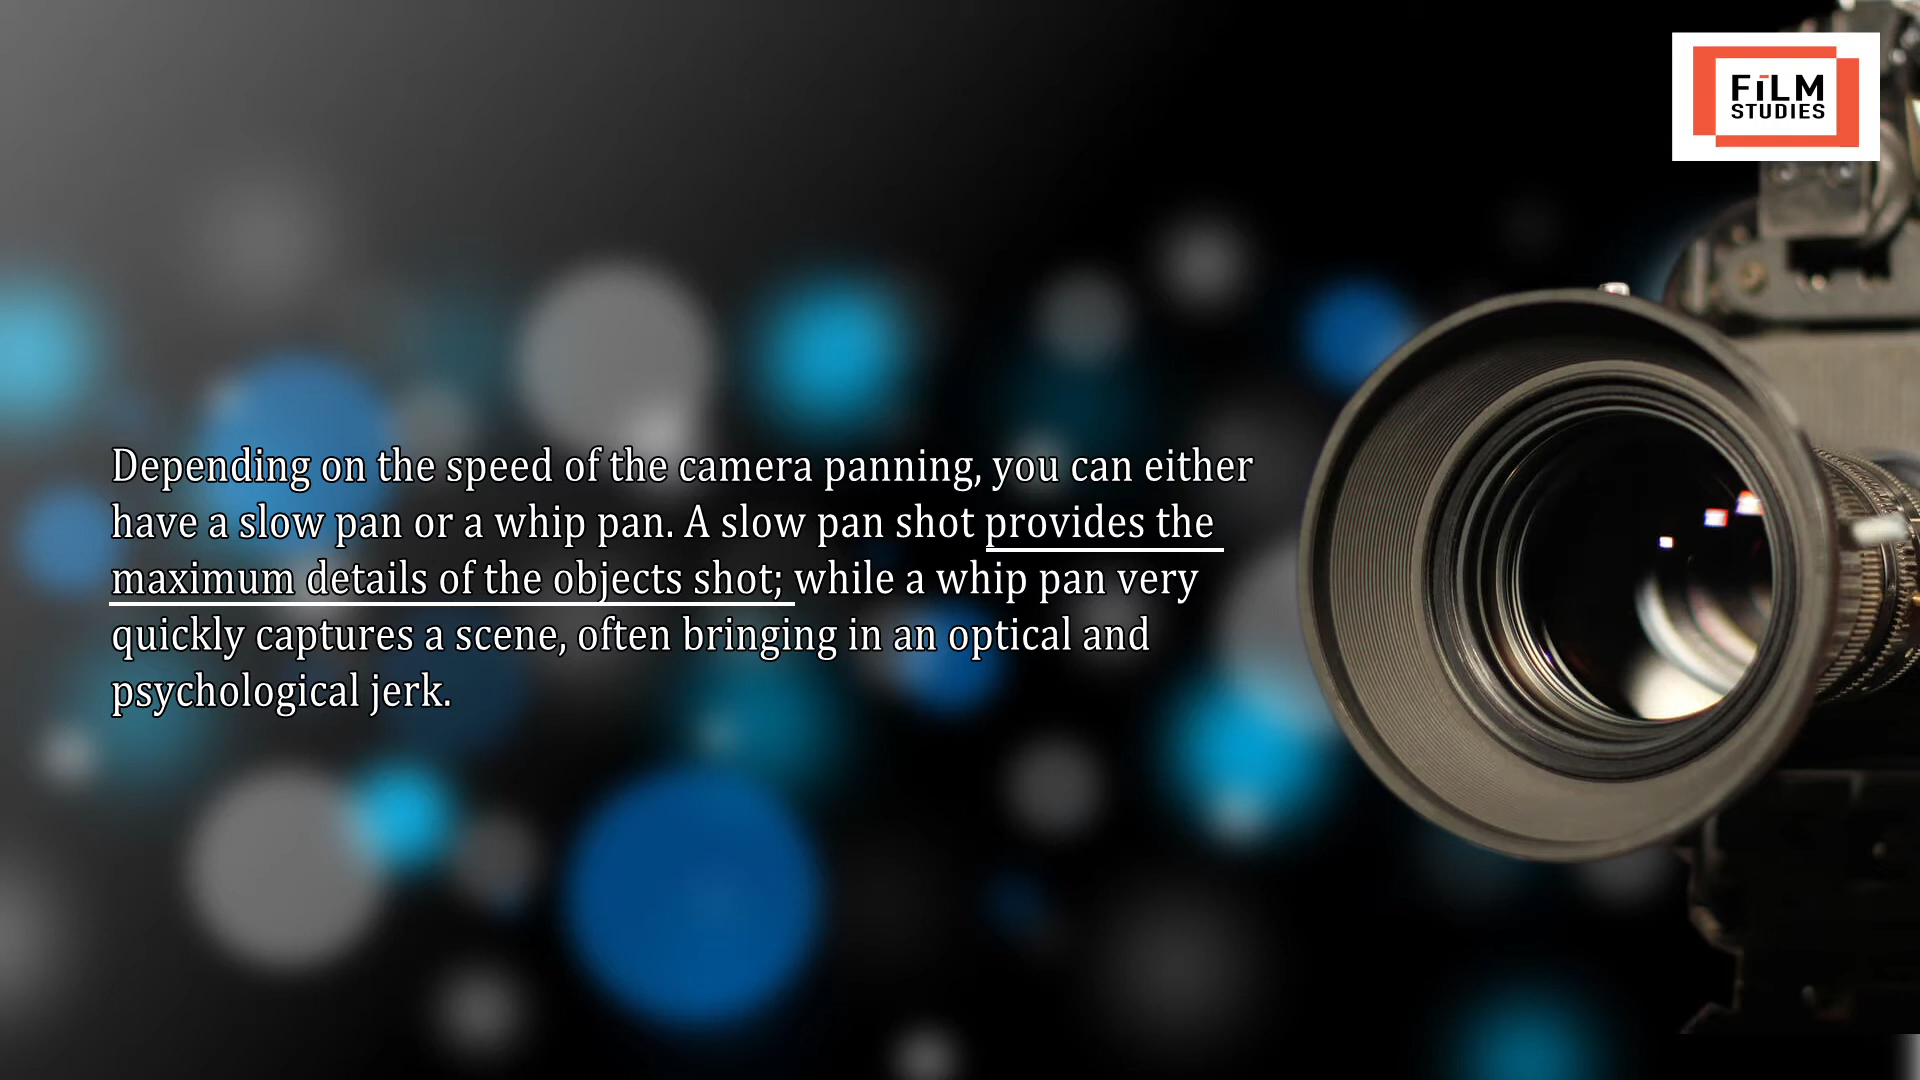 FiLM
STUDIES
Depending on the speed of the camera panning, you can either
have a slow pan or a whip pan. A slow pan shot provides the
maximum details of the objects shot; while a whip pan very
quickly captures a scene, often bringing in an optical and
psychological jerk.